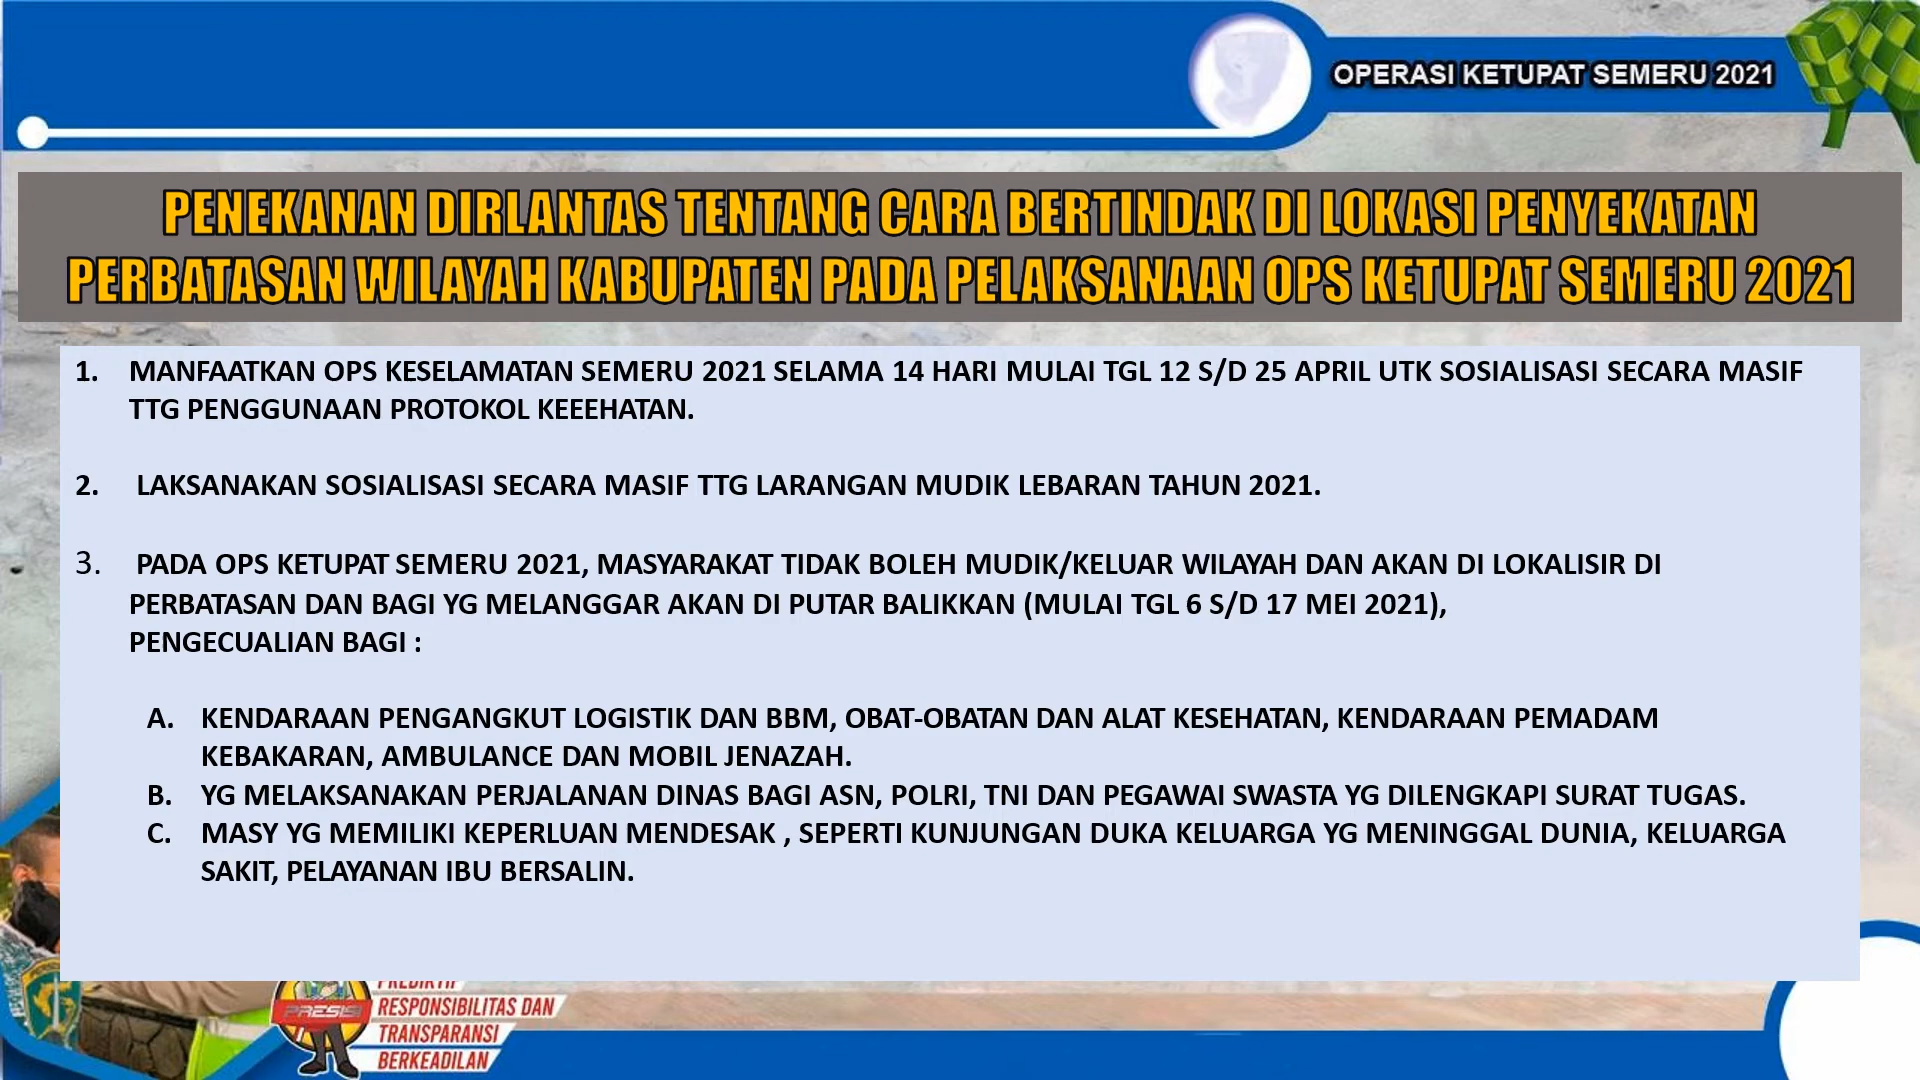 OPERASI KETUPAT SEMERU 2021
PENEKANAN DIRLANTAS TENTANG CARA BERTINDAK DI LOKASI PENYEKATAN
PERBATASAN WILAYAH KABUPATEN PADA PELAKSANAAN OPS KETUPAT SEMERU 2021
1. MANFAATKAN OPS KESELAMATAN SEMERU 2021 SELAMA 14 HARI MULAI TGL 12 S/D 25 APRIL UTK SOSIALISASI SECARA MASIF
TTG PENGGUNAAN PROTOKOL KEEEHATAN.
2. LAKSANAKAN SOSIALISASI SECARA MASIF TTG LARANGAN MUDIK LEBARAN TAHUN 2021.
3. PADA OPS KETUPAT SEMERU 2021, MASYARAKAT TIDAK BOLEH MUDIK/KELUAR WILAYAH DAN AKAN DI LOKALISIR DI
PERBATASAN DAN BAGI YG MELANGGAR AKAN DI PUTAR BALIKKAN (MULAI TGL 6 S/D 17 MEI 2021),
PENGECUALIAN BAGI :
A. KENDARAAN PENGANGKUT LOGISTIK DAN BBM, OBAT-OBATAN DAN ALAT KESEHATAN, KENDARAAN PEMADAM
KEBAKARAN, AMBULANCE DAN MOBIL JENAZAH.
B. YG MELAKSANAKAN PERJALANAN DINAS BAGI ASN, POLRI, TNI DAN PEGAWAI SWASTA YG DILENGKAPI SURAT TUGAS.
C. MASY YG MEMILIKI KEPERLUAN MENDESAK , SEPERTI KUNJUNGAN DUKA KELUARGA YG MENINGGAL DUNIA, KELUARGA
SAKIT, PELAYANAN IBU BERSALIN.
PREDIKTIF
PRESISI
RESPONSIBILITAS DAN
TRANSPARANSI
BERKEADILAN